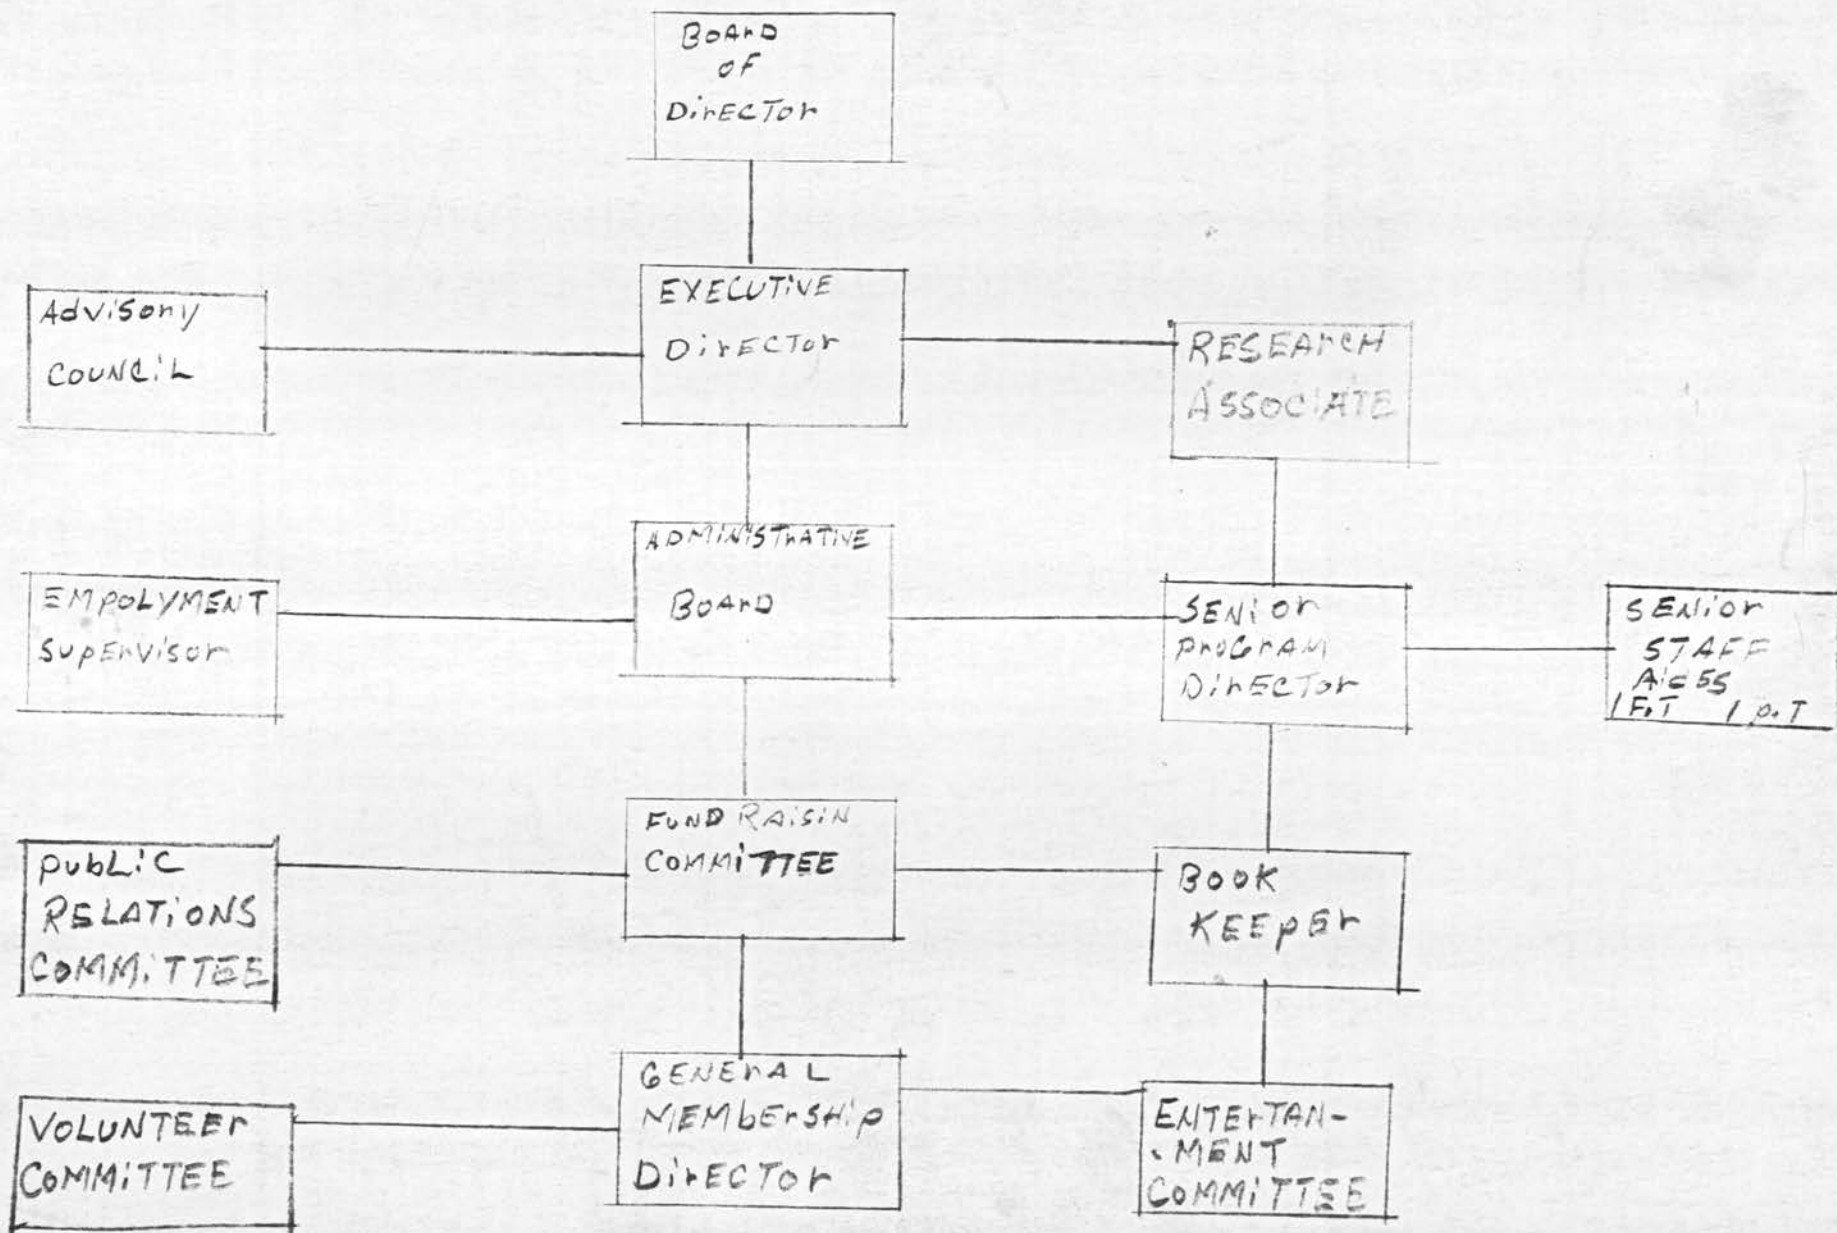 BOARD
OF
DIRECTOR
ADVISORY
COUNCIL
EXECUTIVE
DIRECTOR
RESEARCH
ASSOCIATE
EMPOLYMENT
SUPERVISOR
ADMINISTRATIVE
BOARD
SENIOR
PROGRAM
DIRECTOR
SENIOR
STAFF
1 F.T 1 P.T
PUBLIC
RELATIONS
COMMITTEE
FUND RAISIN
COMMITTEE
BOOK
KEEPER
VOLUNTEER
COMMITTEE
GENERAL
MEMBERSHIP
DIRECTOR
ENTERTAN-
-MENT
COMMITTEE